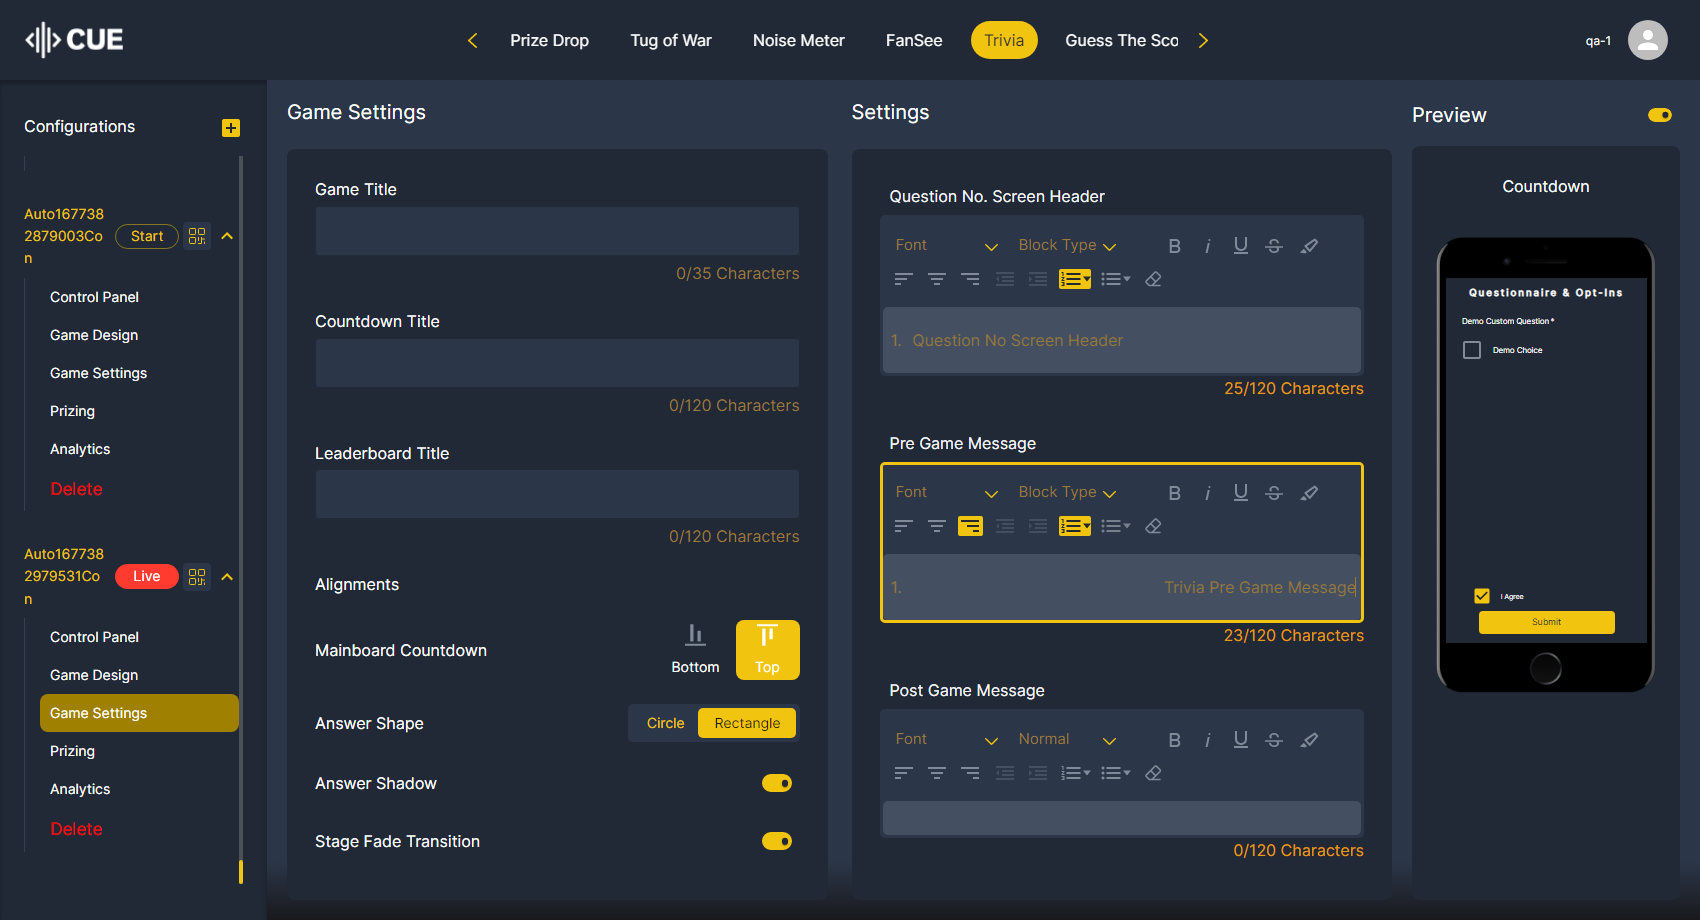 CUE
Prize Drop
Tug of War
Noise Meter
FanSee
Trivia
Guess The Sco
qa-1
Configurations
Auto167738
2879003Co
n
Start
Control Panel
Game Design
Game Settings
Prizing
Analytics
Delete
Auto167738
2979531Co
n
Live
Control Panel
Game Design
Game Settings
Prizing
Analytics
Delete
Game Settings
Game Title
0/35 Characters
Countdown Title
0/120 Characters
Leaderboard Title
0/120 Characters
Alignments
Mainboard Countdown
Bottom
Top
Answer Shape
Circle
Rectangle
Answer Shadow
Stage Fade Transition
Settings
Question No. Screen Header
Font
Block Type
B i U S
1. Question No Screen Header
25/120 Characters
Pre Game Message
Font
Block Type
B i U S
1. Trivia Pre Game Message
23/120 Characters
Post Game Message
Font
Normal
B i U S
0/120 Characters
Preview
Countdown
Questionnaire & Opt-Ins
Demo Custom Question *
Demo Choice
I Agree
Submit